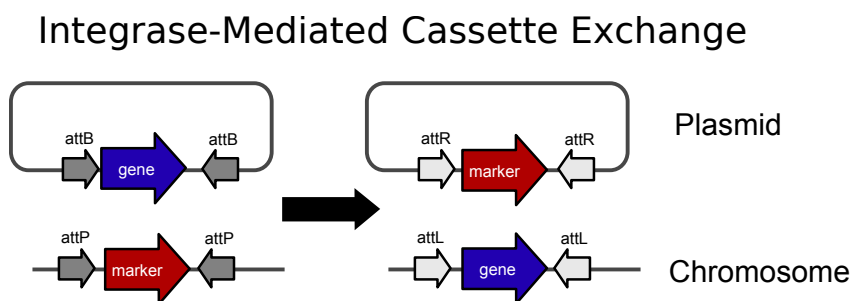 Integrase-Mediated Cassette Exchange
attB attB attR attR
Plasmid
gene marker
attP attP attL attL
marker gene
Chromosome